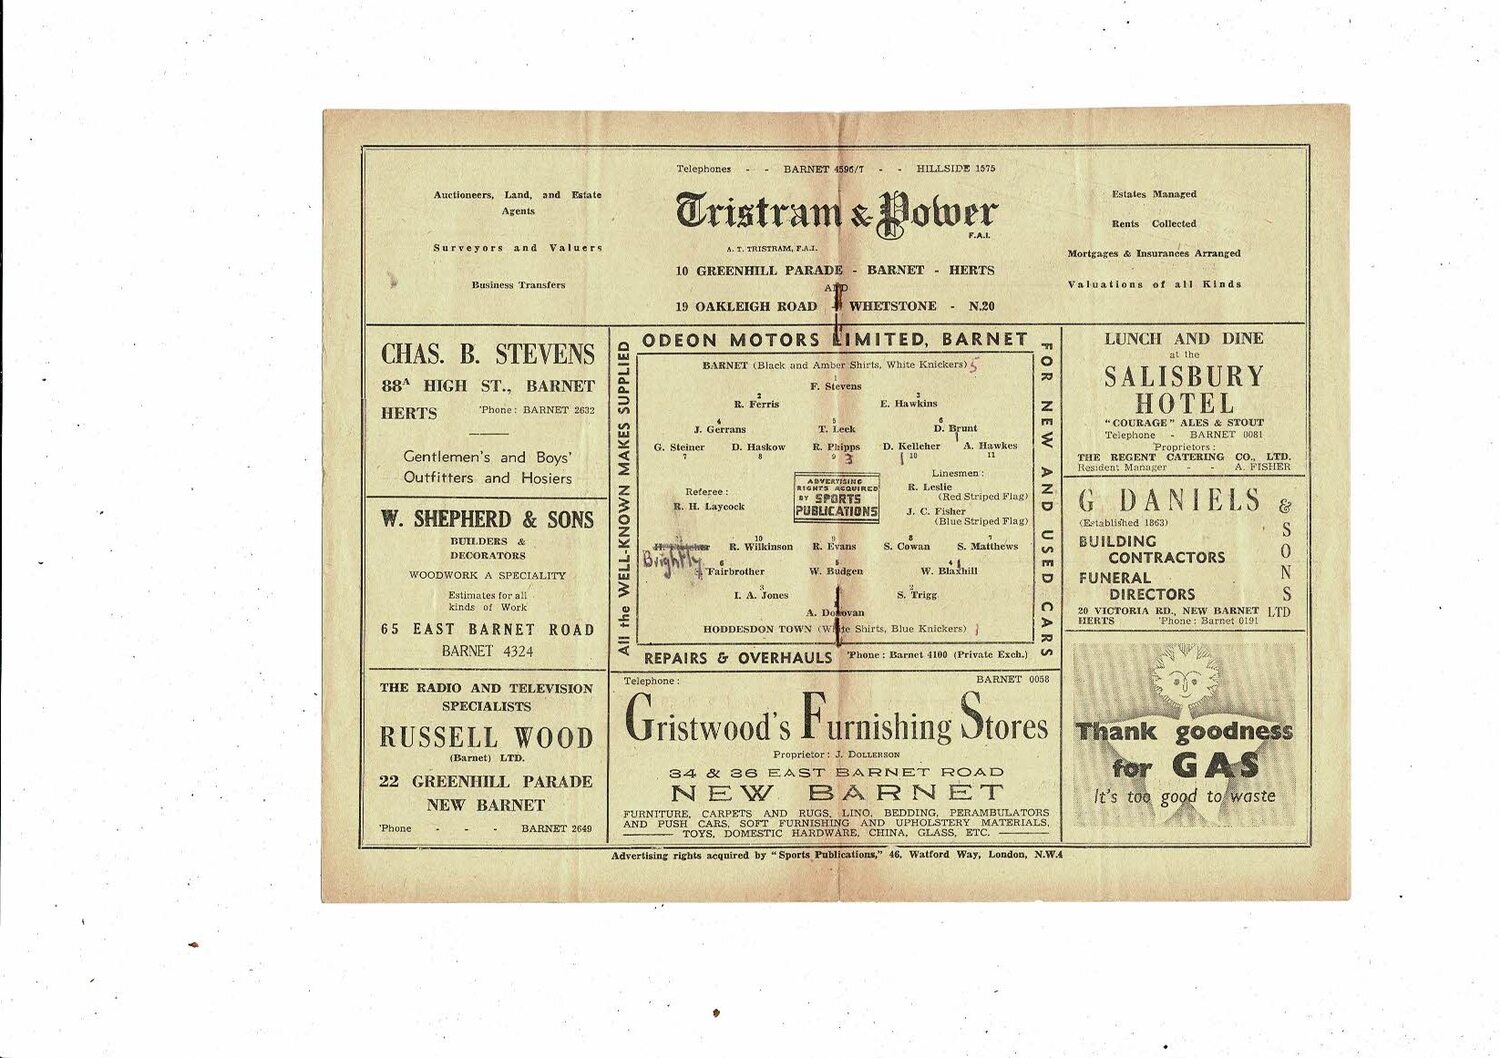 Telephones - - BARNET 4596/7 - - HILLSIDE 1575
Auctioneers, Land, and Estate
Agents
Surveyors and Valuers
Business Transfers
Tristram & Power
F.A.I.
A. T. TRISTRAM, F.A.I.
10 GREENHILL PARADE - BARNET - HERTS
AND
19 OAKLEIGH ROAD - WHETSTONE - N.20
Estates Managed
Rents Collected
Mortgages & Insurances Arranged
Valuations of all Kinds
CHAS. B. STEVENS
88A HIGH ST., BARNET
HERTS 'Phone: BARNET 2632
Gentlemen's and Boys'
Outfitters and Hosiers
W. SHEPHERD & SONS
BUILDERS &
DECORATORS
WOODWORK A SPECIALITY
Estimates for all
kinds of Work
65 EAST BARNET ROAD
BARNET 4324
THE RADIO AND TELEVISION
SPECIALISTS
RUSSELL WOOD
(Barnet) LTD.
22 GREENHILL PARADE
NEW BARNET
'Phone - - - BARNET 2649
ODEON MOTORS LIMITED, BARNET
All the WELL-KNOWN MAKES SUPPLIED
FOR NEW AND USED CARS
BARNET (Black and Amber Shirts, White Knickers) 5
1
F. Stevens
2 3
R. Ferris E. Hawkins
4 5 6
J. Gerrans T. Leek D. Brunt
G. Steiner D. Haskow R. Phipps D. Kelleher A. Hawkes
7 8 9 3 10 11
Referee:
R. H. Laycock
ADVERTISING
RIGHTS ACQUIRED
BY SPORTS
PUBLICATIONS
Linesmen:
R. Leslie
(Red Striped Flag)
J. C. Fisher
(Blue Striped Flag)
10 9 8 7
R. Wilkinson R. Evans S. Cowan S. Matthews
Brightly
6 5 4
Fairbrother W. Budgen W. Blaxhill
3 2
I. A. Jones S. Trigg
A. Donovan
HODDESDON TOWN (White Shirts, Blue Knickers) 1
REPAIRS & OVERHAULS 'Phone: Barnet 4100 (Private Exch.)
Telephone: BARNET 0058
Gristwood's Furnishing Stores
Proprietor: J. DOLLERSON
34 & 36 EAST BARNET ROAD
NEW BARNET
FURNITURE, CARPETS AND RUGS, LINO, BEDDING, PERAMBULATORS
AND PUSH CARS, SOFT FURNISHING AND UPHOLSTERY MATERIALS,
TOYS, DOMESTIC HARDWARE, CHINA, GLASS, ETC.
LUNCH AND DINE
at the
SALISBURY
HOTEL
"COURAGE" ALES & STOUT
Telephone - BARNET 0081
Proprietors:
THE REGENT CATERING CO., LTD.
Resident Manager - - A. FISHER
G DANIELS & SONS LTD
(Established 1863)
BUILDING
CONTRACTORS
FUNERAL
DIRECTORS
20 VICTORIA RD., NEW BARNET
HERTS 'Phone: Barnet 0191
Thank goodness
for GAS
It's too good to waste
Advertising rights acquired by "Sports Publications," 46, Watford Way, London, N.W.4